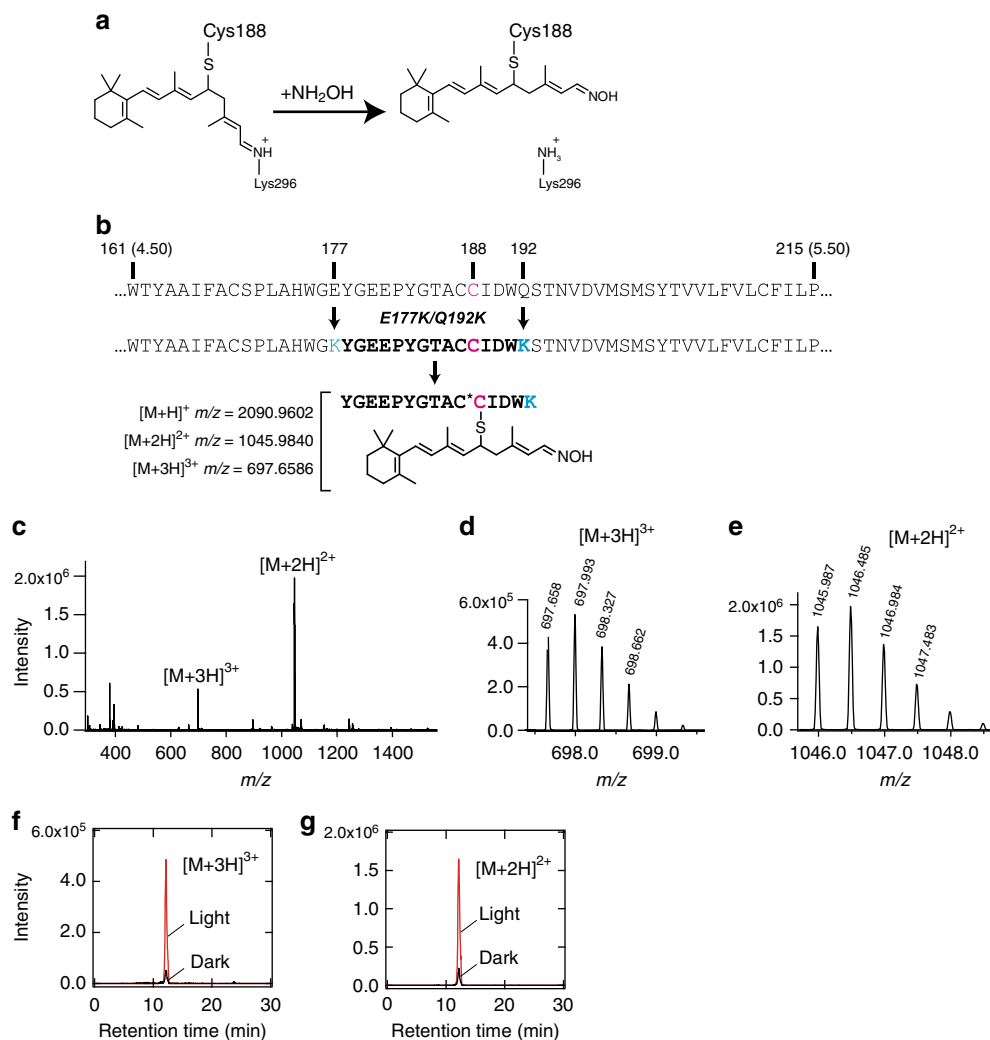 a
Cys188
S
+NH2OH
+
NH
Lys296
Cys188
S
NOH
+
NH3
Lys296
b
161 (4.50) 177 188 192 215 (5.50)
...WTYAAIFACSPLAHWGEYGEEPYGTACCIDWQSTNVDVMSMSYTVVLFVLCFILP...
E177K/Q192K
...WTYAAIFACSPLAHWGKYGEEPYGTACCIDWKSTNVDVMSMSYTVVLFVLCFILP...
YGEEPYGTAC*CIDWK
[M+H]+ m/z = 2090.9602
[M+2H]2+ m/z = 1045.9840
[M+3H]3+ m/z = 697.6586
S
NOH
c
Intensity
2.0x10^6
1.5
1.0
0.5
0.0
[M+3H]3+
[M+2H]2+
400 600 800 1000 1200 1400
m/z
d
[M+3H]3+
6.0x10^5
4.0
2.0
0.0
697.658
697.993
698.327
698.662
698.0 699.0
m/z
e
[M+2H]2+
2.0x10^6
1.5
1.0
0.5
0.0
1045.987
1046.485
1046.984
1047.483
1046.0 1047.0 1048.0
m/z
f
Intensity
6.0x10^5
4.0
2.0
0.0
[M+3H]3+
Light
Dark
0 10 20 30
Retention time (min)
g
2.0x10^6
1.5
1.0
0.5
0.0
[M+2H]2+
Light
Dark
0 10 20 30
Retention time (min)